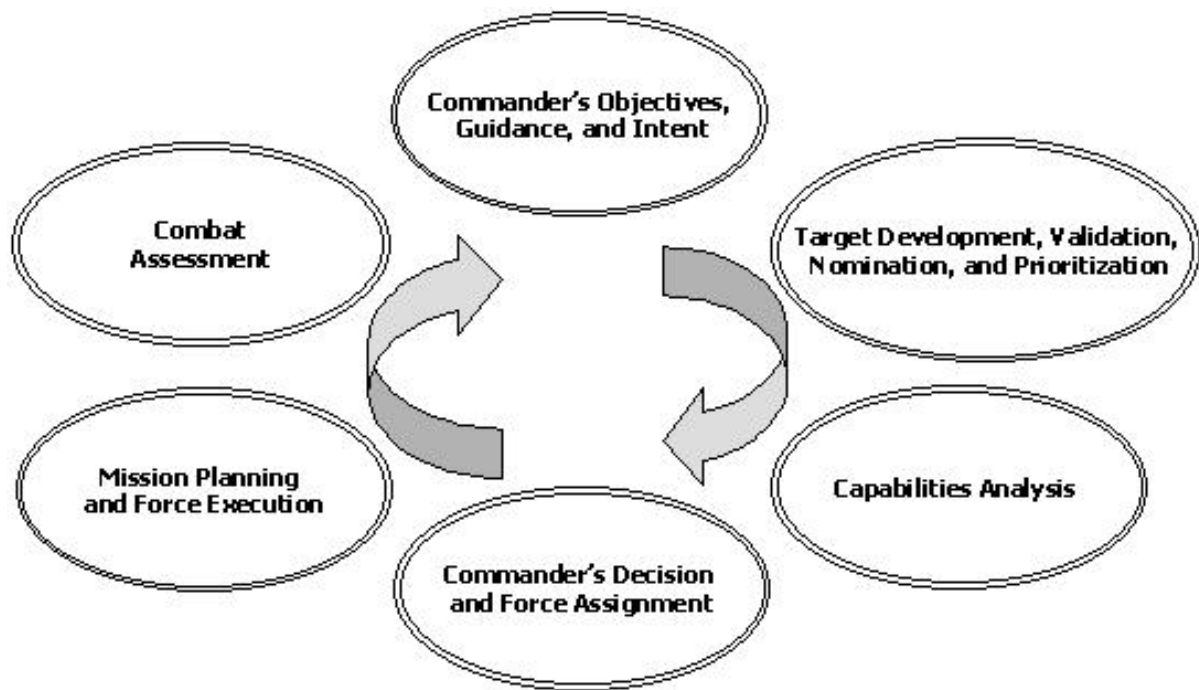 Commander's Objectives,
Guidance, and Intent
Target Development, Validation,
Nomination, and Prioritization
Capabilities Analysis
Commander's Decision
and Force Assignment
Mission Planning
and Force Execution
Combat
Assessment